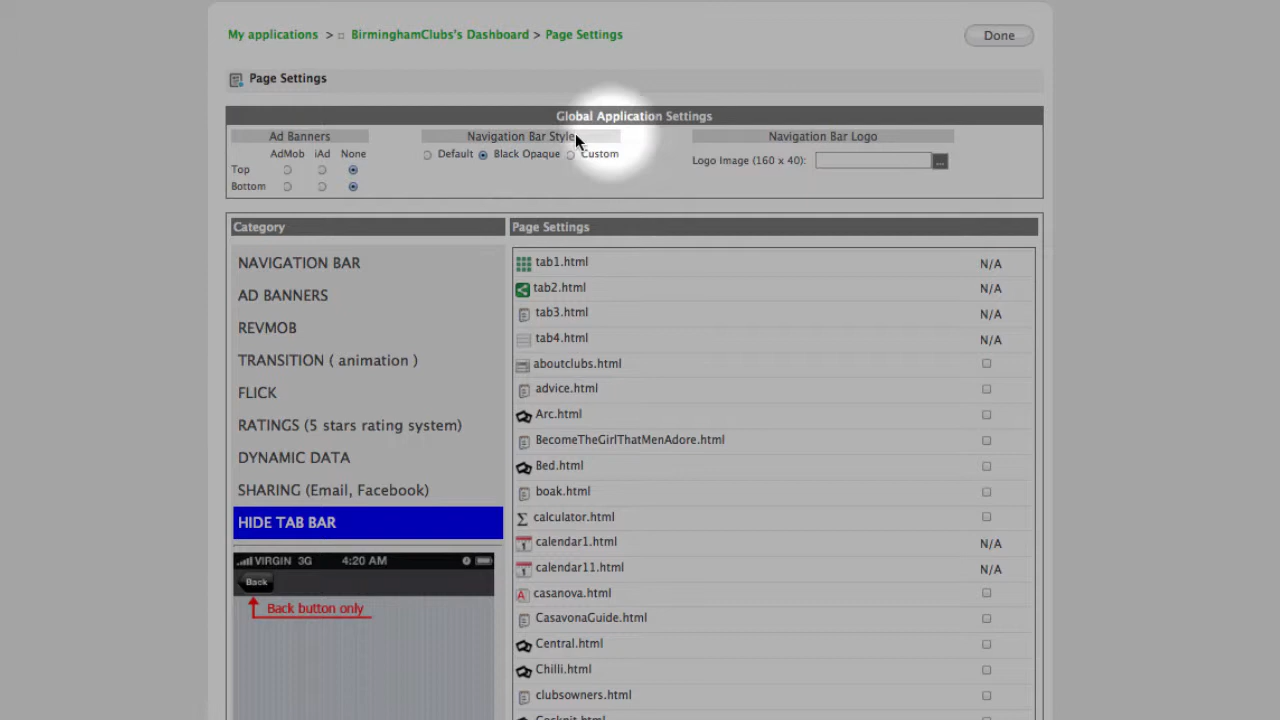 My applications > BirminghamClubs's Dashboard > Page Settings
Done
Page Settings
Global Application Settings
Ad Banners
AdMob iAd None
Top
Bottom
Navigation Bar Style
Default Black Opaque Custom
Navigation Bar Logo
Logo Image (160 x 40): ...
Category
NAVIGATION BAR
AD BANNERS
REVMOB
TRANSITION ( animation )
FLICK
RATINGS (5 stars rating system)
DYNAMIC DATA
SHARING (Email, Facebook)
HIDE TAB BAR
VIRGIN 3G 4:20 AM
Back
Back button only
Page Settings
tab1.html N/A
tab2.html N/A
tab3.html N/A
tab4.html N/A
aboutclubs.html
advice.html
Arc.html
BecomeTheGirlThatMenAdore.html
Bed.html
boak.html
calculator.html
calendar1.html N/A
calendar11.html N/A
casanova.html
CasavonaGuide.html
Central.html
Chilli.html
clubsowners.html
Cockpit.html